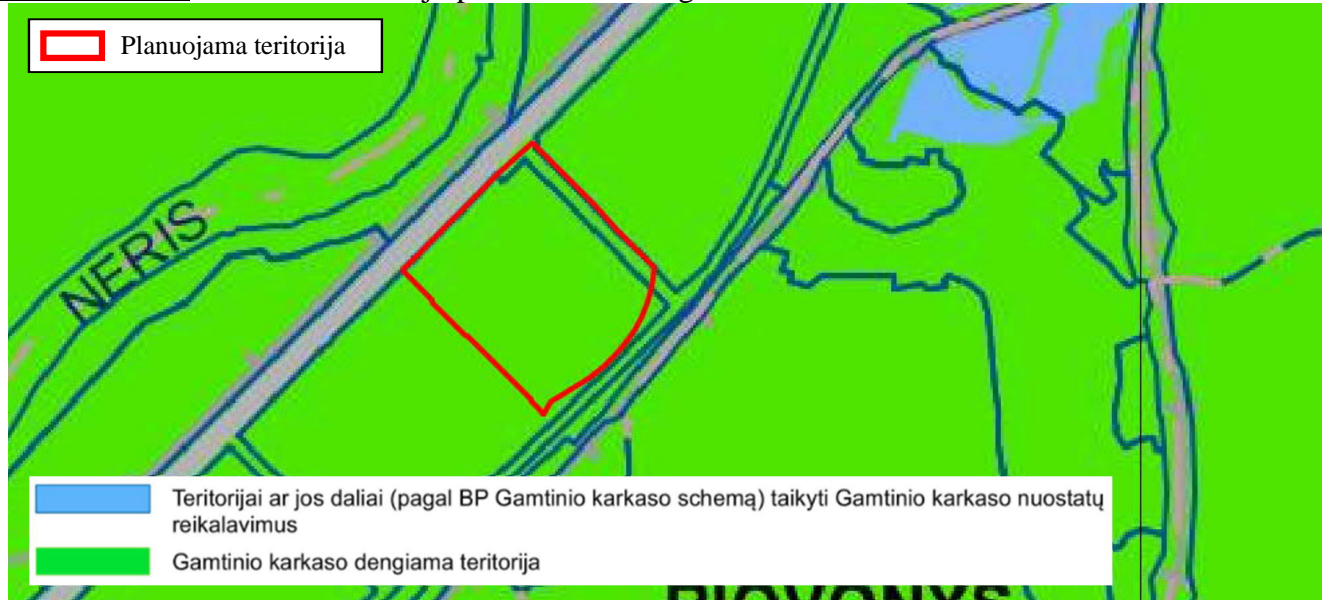 Planuojama teritorija
NERIS
Teritorijai ar jos daliai (pagal BP Gamtinio karkaso schemą) taikyti Gamtinio karkaso nuostatų
reikalavimus
Gamtinio karkaso dengiama teritorija